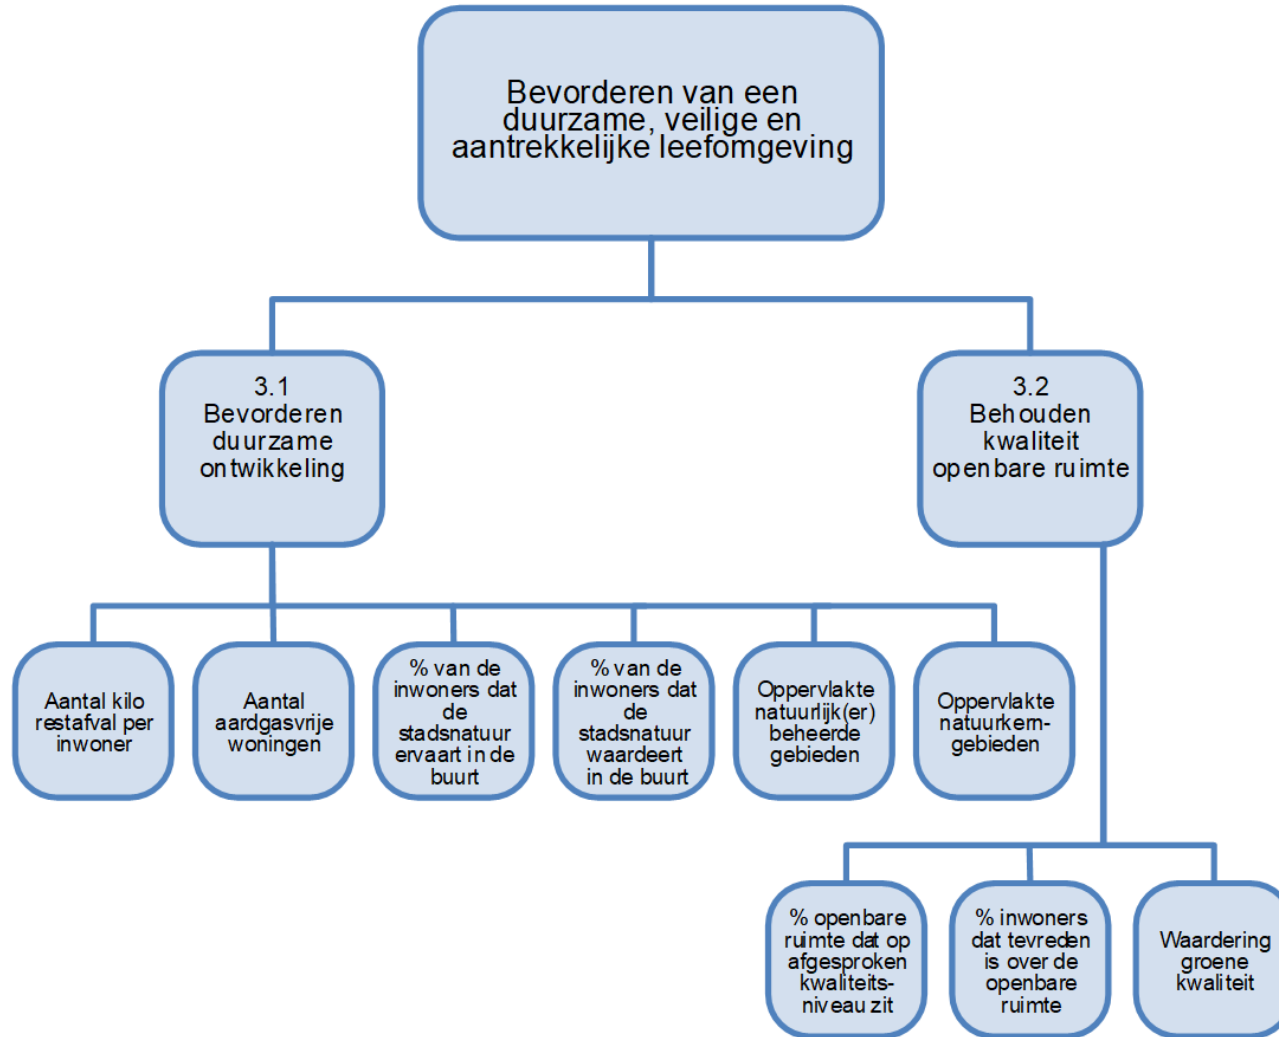 Bevorderen van een
duurzame, veilige en
aantrekkelijke leefomgeving
3.1
Bevorderen
duurzame
ontwikkeling
3.2
Behouden
kwaliteit
openbare ruimte
Aantal kilo
restafval per
inwoner
Aantal
aardgasvrije
woningen
% van de
inwoners dat
de
stadsnatuur
ervaart in de
buurt
% van de
inwoners dat
de
stadsnatuur
waardeert
in de buurt
Oppervlakte
natuurlijk(er)
beheerde
gebieden
Oppervlakte
natuurkern-
gebieden
% openbare
ruimte dat op
afgesproken
kwaliteits-
niveau zit
% inwoners
dat tevreden
is over de
openbare
ruimte
Waardering
groene
kwaliteit